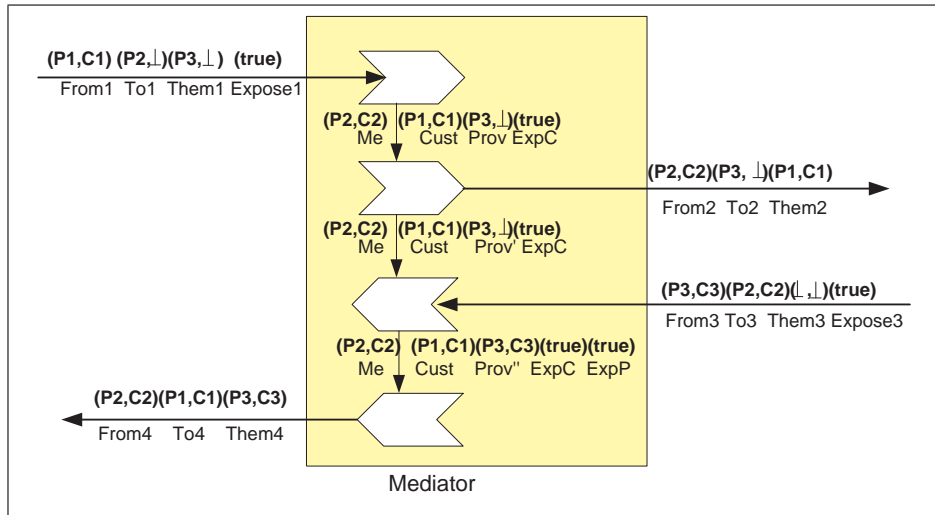 (P1,C1) (P2,⊥)(P3,⊥) (true)
From1 To1 Them1 Expose1
(P2,C2) (P1,C1)(P3,⊥)(true)
Me Cust Prov ExpC
(P2,C2)(P3, ⊥)(P1,C1)
From2 To2 Them2
(P2,C2) (P1,C1)(P3,⊥)(true)
Me Cust Prov' ExpC
(P3,C3)(P2,C2)(⊥,⊥)(true)
From3 To3 Them3 Expose3
(P2,C2) (P1,C1)(P3,C3)(true)(true)
Me Cust Prov'' ExpC ExpP
(P2,C2)(P1,C1)(P3,C3)
From4 To4 Them4
Mediator